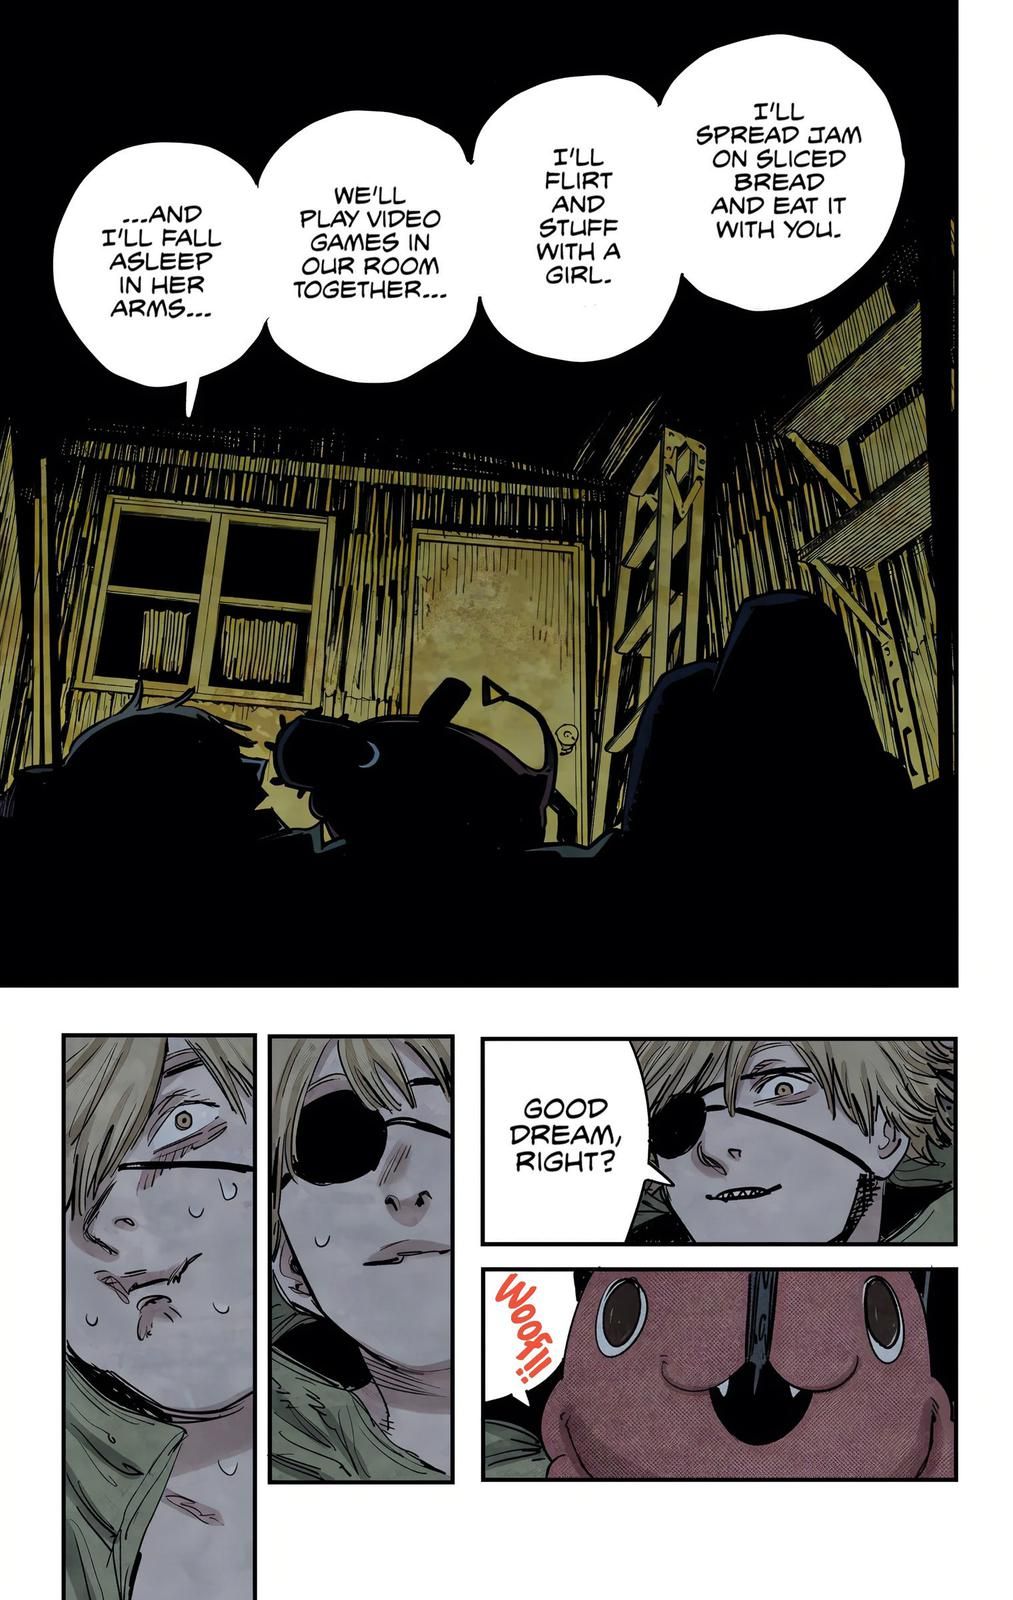 I'LL
SPREAD JAM
ON SLICED
BREAD
AND EAT IT
WITH YOU.
I'LL
FLIRT
AND
STUFF
WITH A
GIRL.
WE'LL
PLAY VIDEO
GAMES IN
OUR ROOM
TOGETHER...
...AND
I'LL FALL
ASLEEP
IN HER
ARMS...
GOOD
DREAM,
RIGHT?
Woof!!